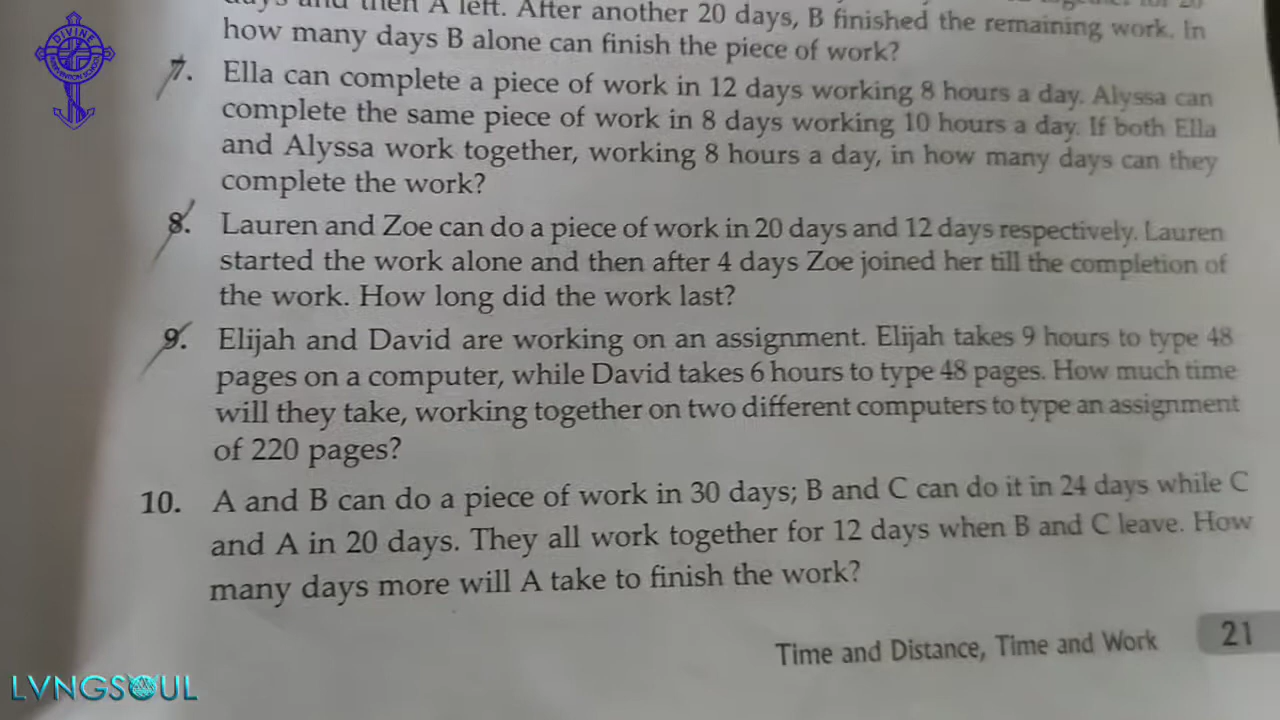 days and then A left. After another 20 days, B finished the remaining work. In
how many days B alone can finish the piece of work?
7. Ella can complete a piece of work in 12 days working 8 hours a day. Alyssa can
complete the same piece of work in 8 days working 10 hours a day. If both Ella
and Alyssa work together, working 8 hours a day, in how many days can they
complete the work?
8. Lauren and Zoe can do a piece of work in 20 days and 12 days respectively. Lauren
started the work alone and then after 4 days Zoe joined her till the completion of
the work. How long did the work last?
9. Elijah and David are working on an assignment. Elijah takes 9 hours to type 48
pages on a computer, while David takes 6 hours to type 48 pages. How much time
will they take, working together on two different computers to type an assignment
of 220 pages?
10. A and B can do a piece of work in 30 days; B and C can do it in 24 days while C
and A in 20 days. They all work together for 12 days when B and C leave. How
many days more will A take to finish the work?
Time and Distance, Time and Work 21
DIVINE
INTERVENTION SCHOOL
LVNGSOUL